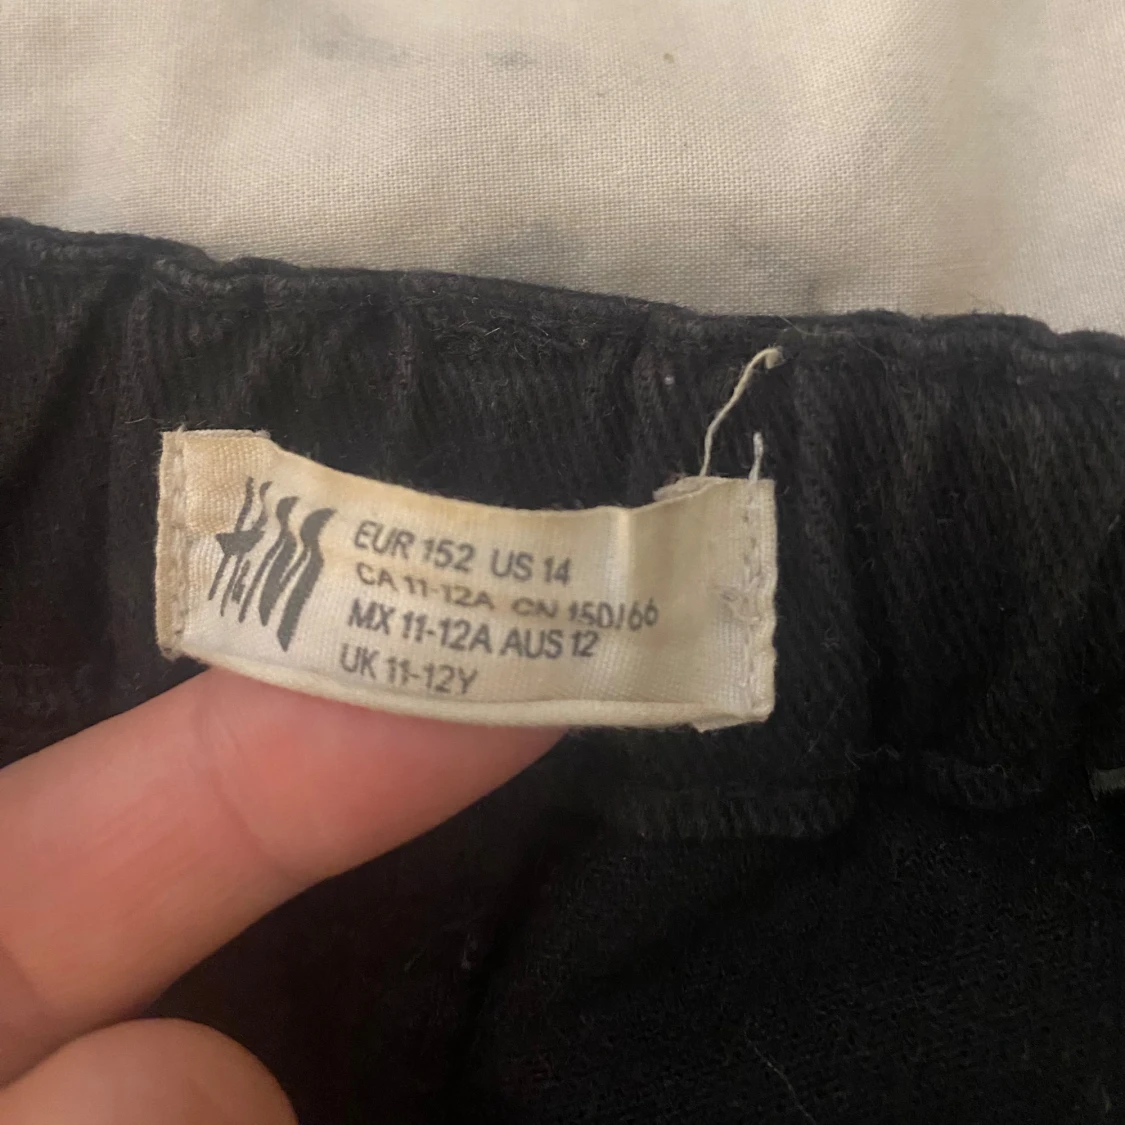 H&M
EUR 152 US 14
CA 11-12A CN 150/66
MX 11-12A AUS 12
UK 11-12Y